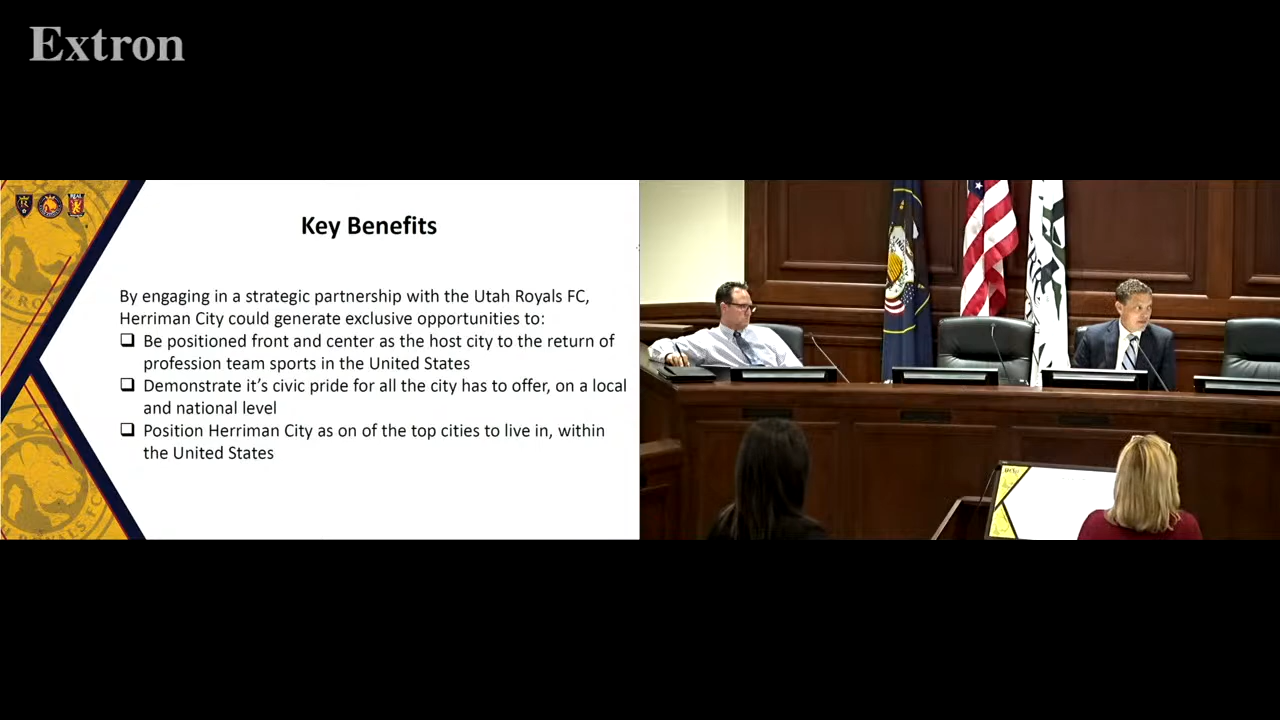 Extron
Key Benefits
By engaging in a strategic partnership with the Utah Royals FC,
Herriman City could generate exclusive opportunities to:
Be positioned front and center as the host city to the return of
profession team sports in the United States
Demonstrate it’s civic pride for all the city has to offer, on a local
and national level
Position Herriman City as on of the top cities to live in, within
the United States